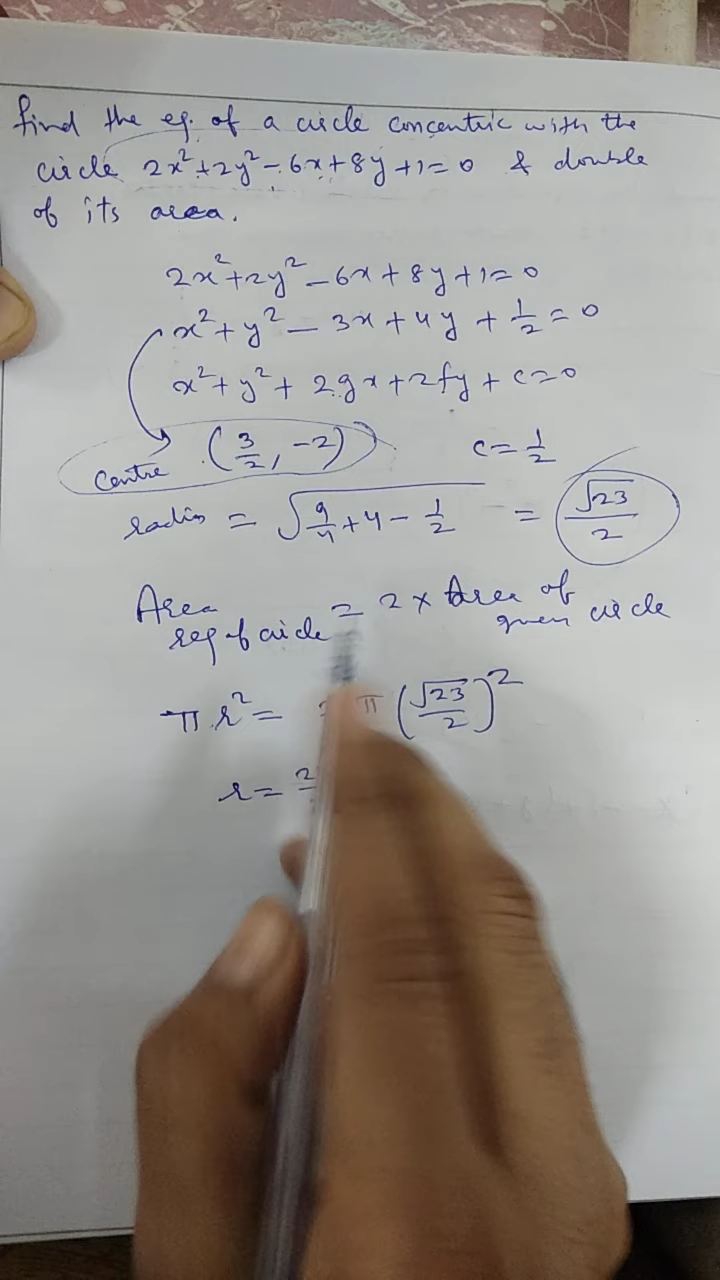 find the eq. of a circle concentric with the
circle 2x²+2y²-6x+8y+1=0 & double
of its area.
2x²+2y²-6x+8y+1=0
x²+y²-3x+4y+1/2=0
x²+y²+2gx+2fy+c=0
Centre (3/2, -2) c=1/2
radius = √(9/4+4-1/2) = √23/2
Area req of circle = 2× Area of given circle
πr² = π(√23/2)²
r=